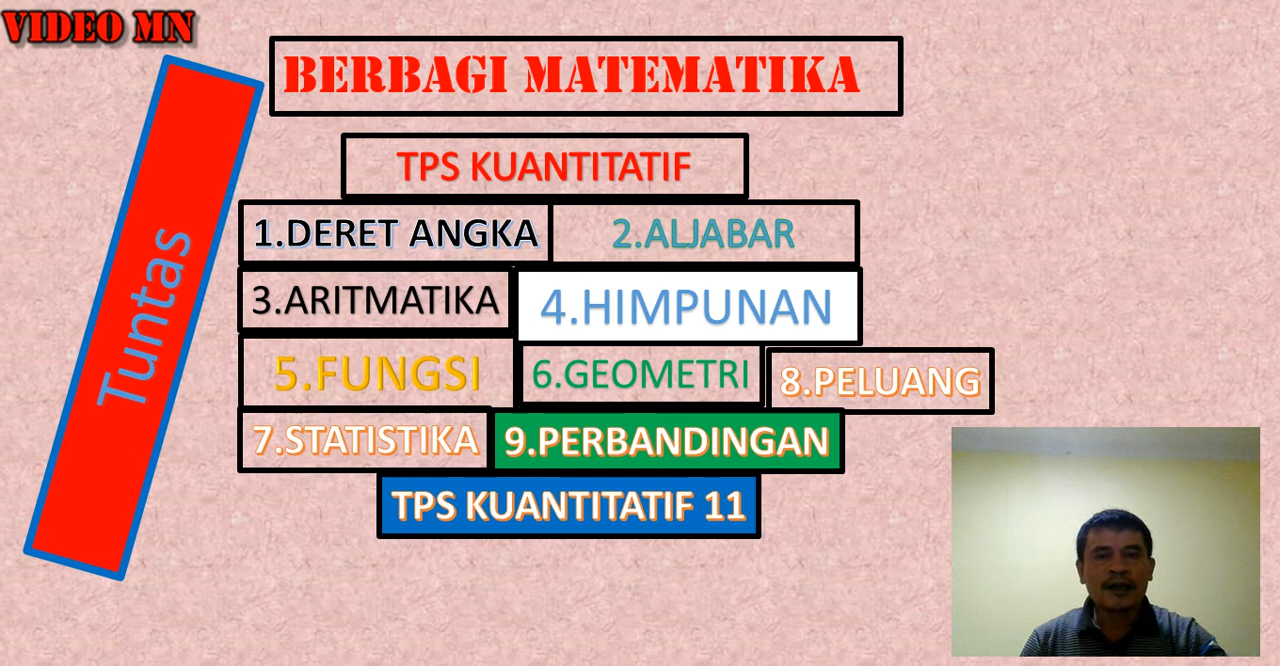 VIDEO MN
BERBAGI MATEMATIKA
TPS KUANTITATIF
1.DERET ANGKA
2.ALJABAR
3.ARITMATIKA
4.HIMPUNAN
5.FUNGSI
6.GEOMETRI
8.PELUANG
7.STATISTIKA
9.PERBANDINGAN
TPS KUANTITATIF 11
Tuntas